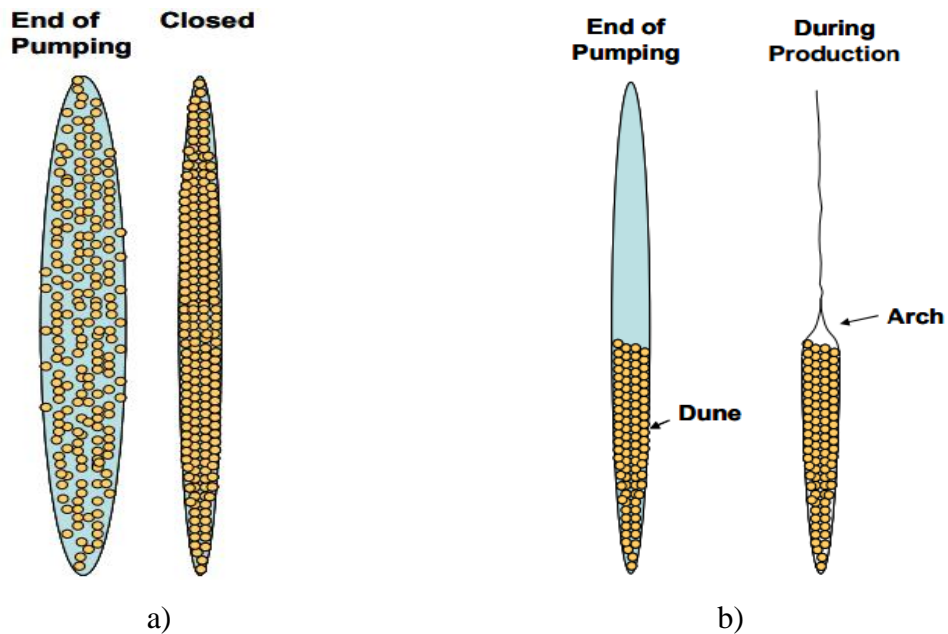 End of
Pumping
Closed
End of
Pumping
During
Production
Arch
Dune
a)
b)